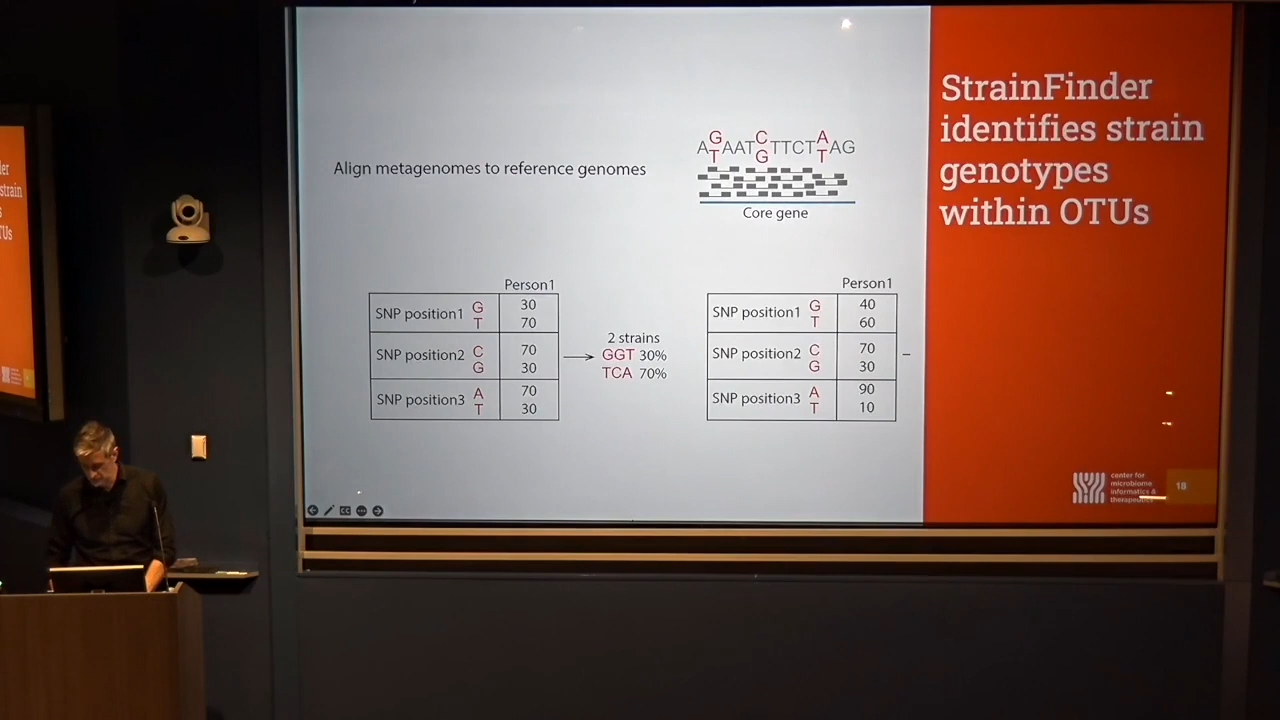 StrainFinder
identifies strain
genotypes
within OTUs
Align metagenomes to reference genomes
G C A
A AAT TTCT AG
T G T
Core gene
Person1
SNP position1 G 30
T 70
SNP position2 C 70
G 30
SNP position3 A 70
T 30
2 strains
GGT 30%
TCA 70%
Person1
SNP position1 G 40
T 60
SNP position2 C 70
G 30
SNP position3 A 90
T 10
center for
microbiome
informatics &
therapeutics
18
strain
TUs